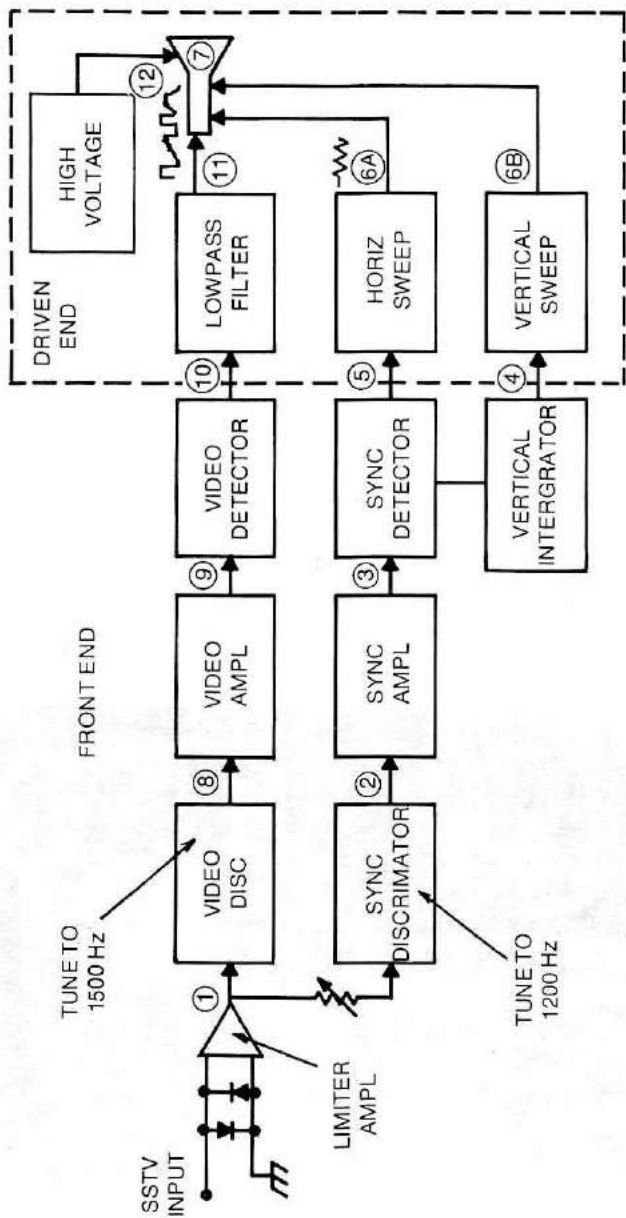 DRIVEN
END
HIGH
VOLTAGE
12
7
FRONT END
TUNE TO
1500 Hz
SSTV
INPUT
1
LIMITER
AMPL
VIDEO
DISC
8
VIDEO
AMPL
9
VIDEO
DETECTOR
10
LOWPASS
FILTER
11
SYNC
DISCRIMATOR
2
SYNC
AMPL
3
SYNC
DETECTOR
5
HORIZ
SWEEP
6A
TUNE TO
1200 Hz
VERTICAL
INTERGRATOR
4
VERTICAL
SWEEP
6B